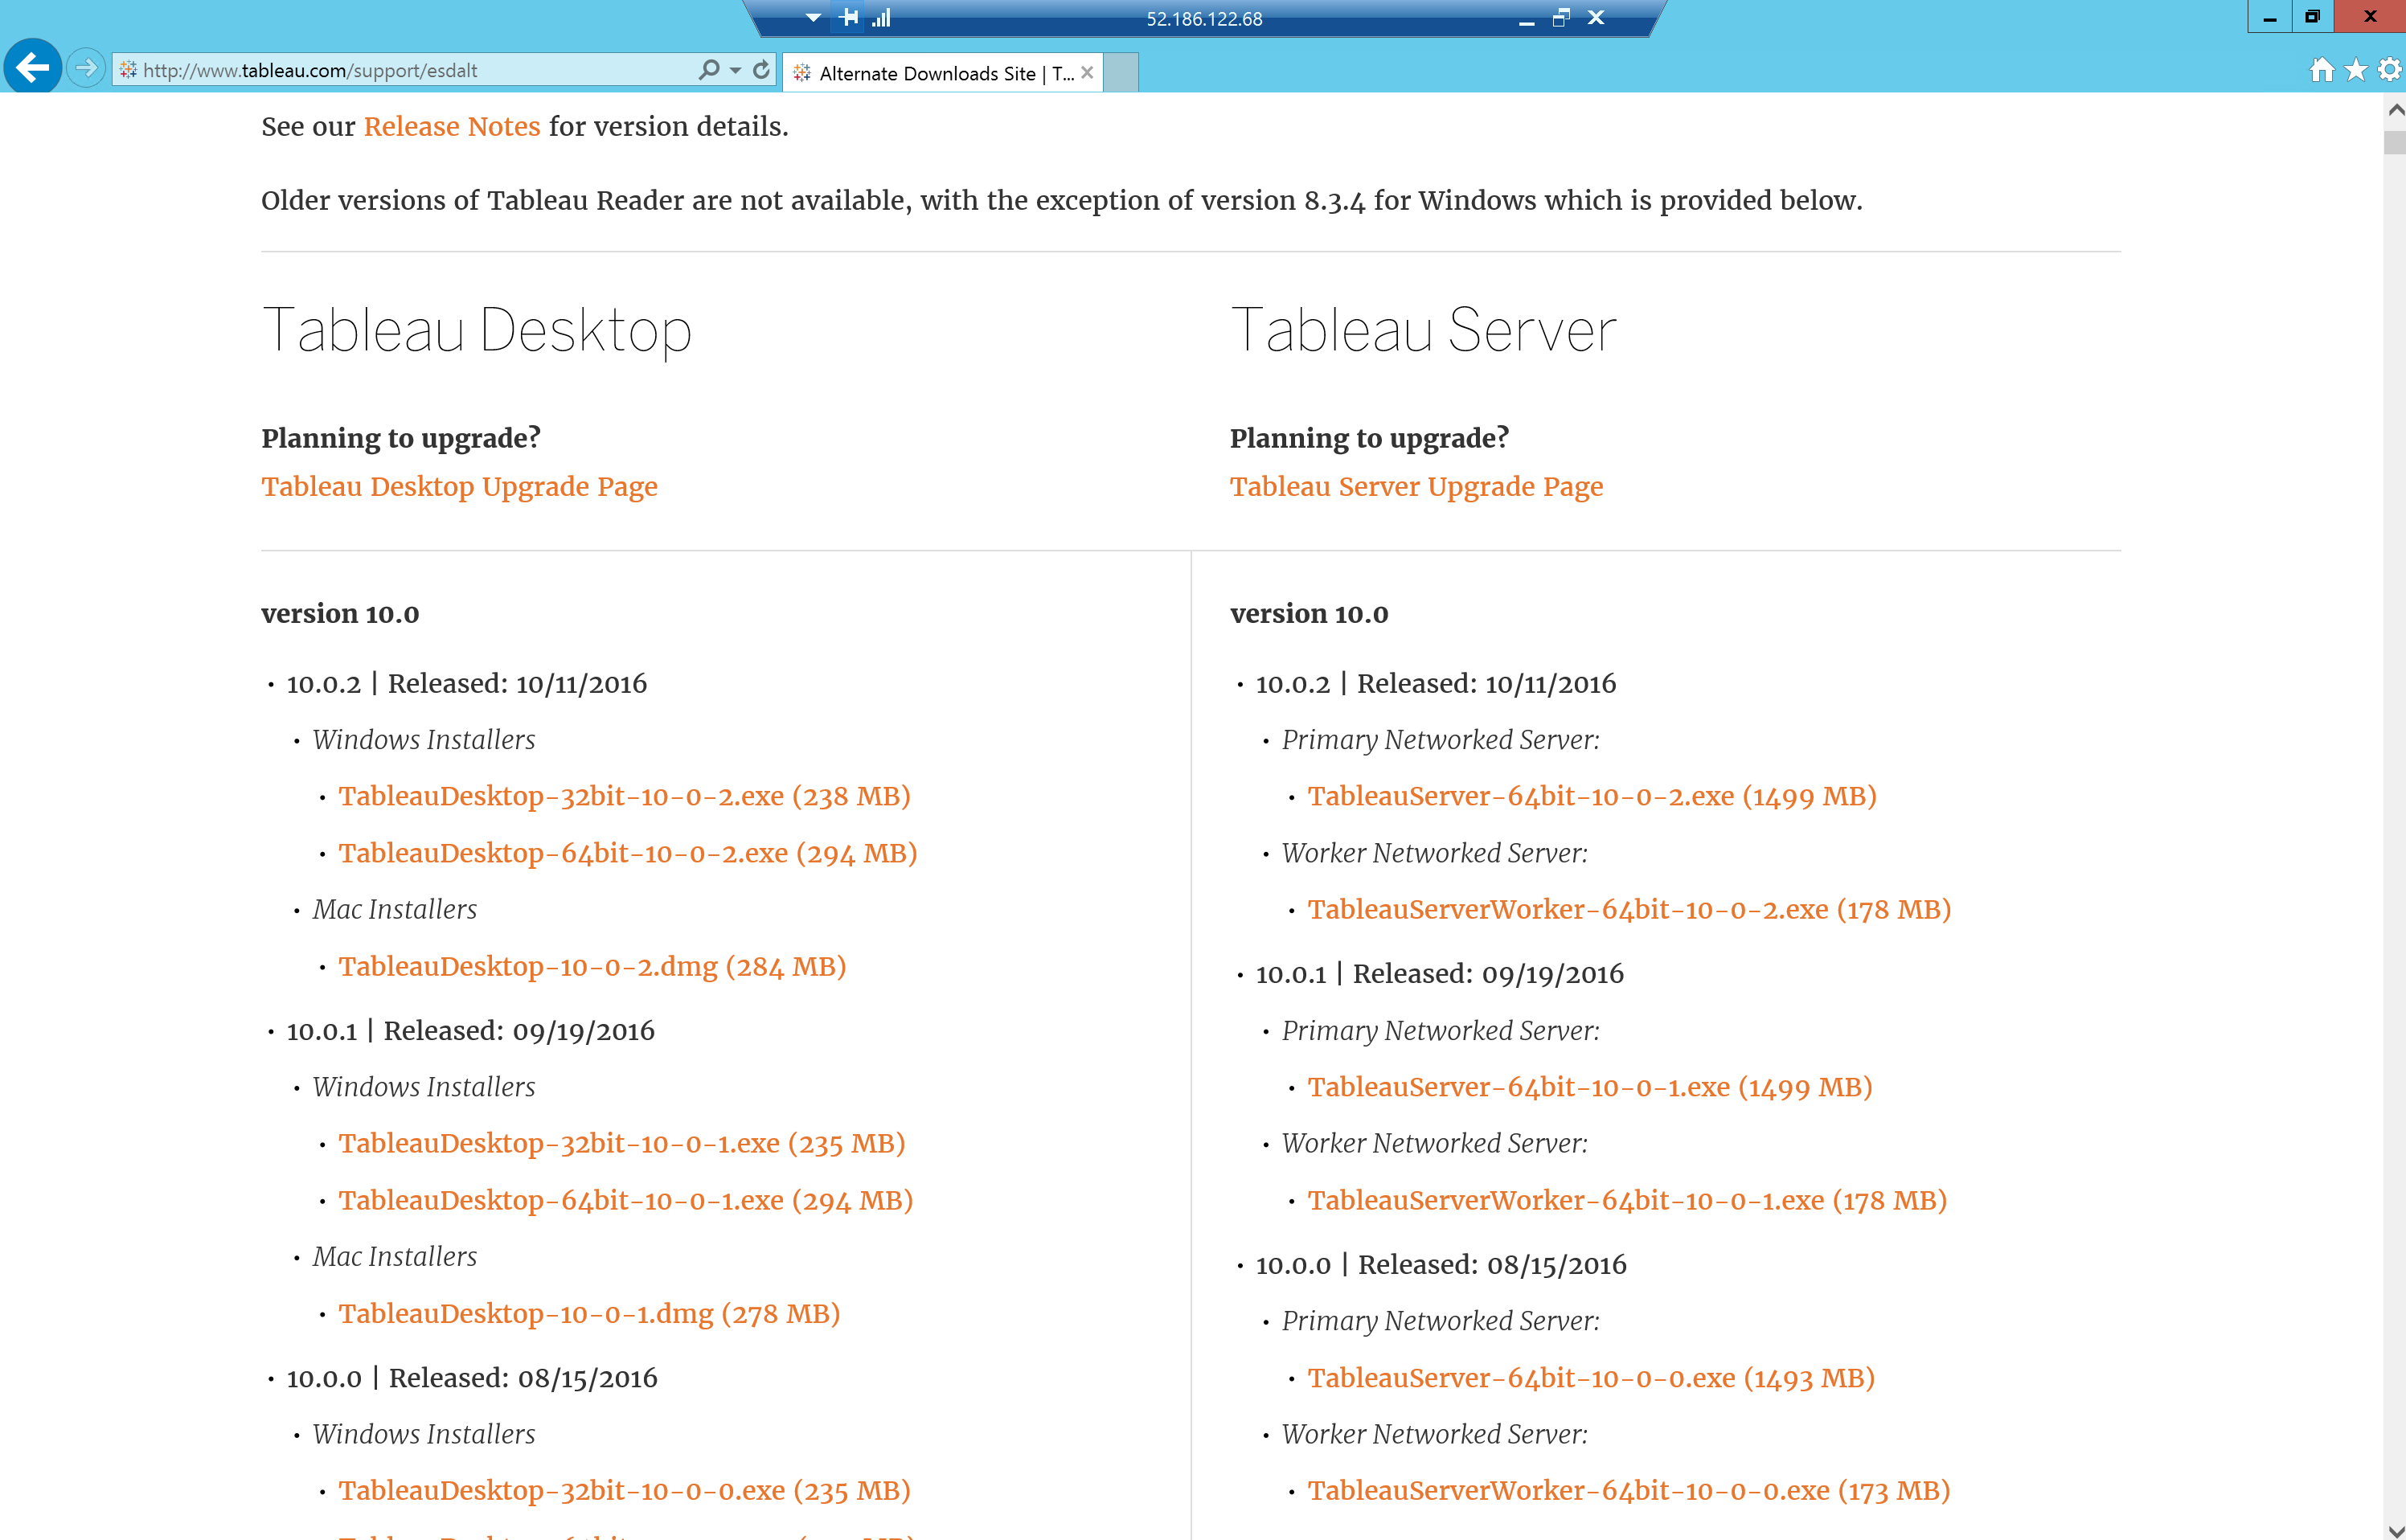 52.186.122.68
http://www.tableau.com/support/esdalt
Alternate Downloads Site | T...
See our Release Notes for version details.
Older versions of Tableau Reader are not available, with the exception of version 8.3.4 for Windows which is provided below.
Tableau Desktop
Planning to upgrade?
Tableau Desktop Upgrade Page
version 10.0
10.0.2 | Released: 10/11/2016
Windows Installers
TableauDesktop-32bit-10-0-2.exe (238 MB)
TableauDesktop-64bit-10-0-2.exe (294 MB)
Mac Installers
TableauDesktop-10-0-2.dmg (284 MB)
10.0.1 | Released: 09/19/2016
Windows Installers
TableauDesktop-32bit-10-0-1.exe (235 MB)
TableauDesktop-64bit-10-0-1.exe (294 MB)
Mac Installers
TableauDesktop-10-0-1.dmg (278 MB)
10.0.0 | Released: 08/15/2016
Windows Installers
TableauDesktop-32bit-10-0-0.exe (235 MB)
Tableau Server
Planning to upgrade?
Tableau Server Upgrade Page
version 10.0
10.0.2 | Released: 10/11/2016
Primary Networked Server:
TableauServer-64bit-10-0-2.exe (1499 MB)
Worker Networked Server:
TableauServerWorker-64bit-10-0-2.exe (178 MB)
10.0.1 | Released: 09/19/2016
Primary Networked Server:
TableauServer-64bit-10-0-1.exe (1499 MB)
Worker Networked Server:
TableauServerWorker-64bit-10-0-1.exe (178 MB)
10.0.0 | Released: 08/15/2016
Primary Networked Server:
TableauServer-64bit-10-0-0.exe (1493 MB)
Worker Networked Server:
TableauServerWorker-64bit-10-0-0.exe (173 MB)